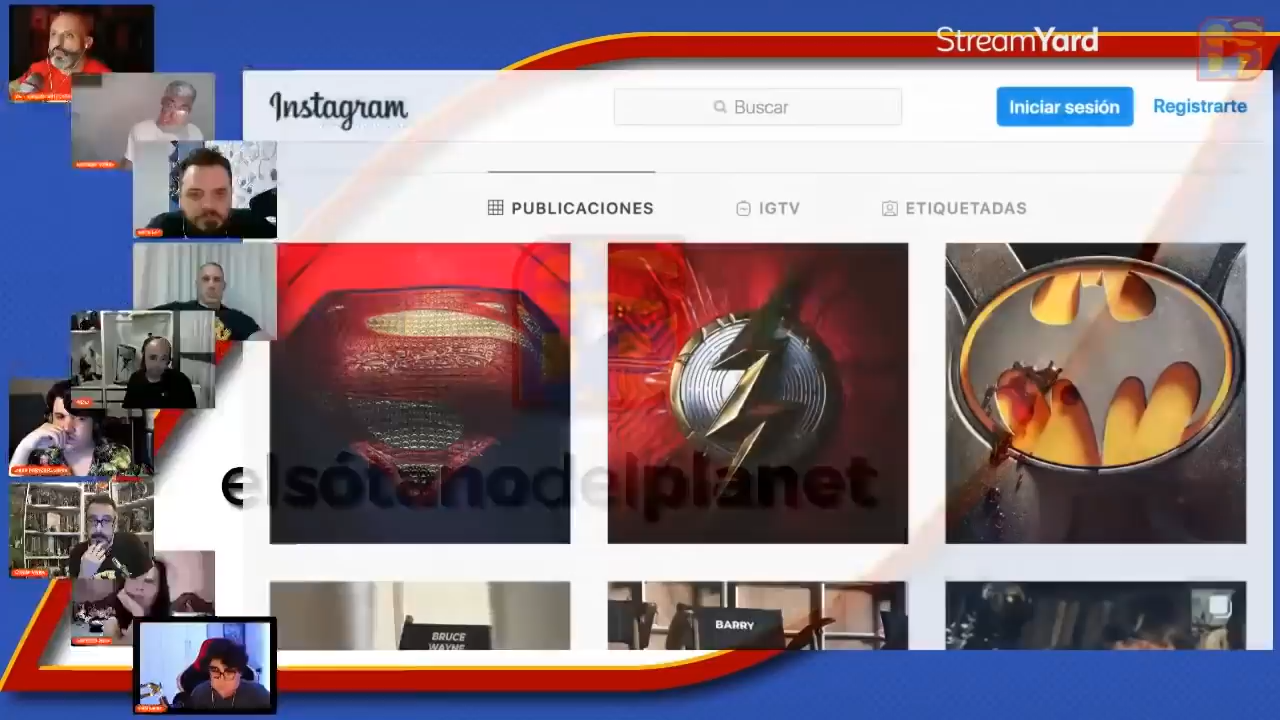 StreamYard
Instagram
Buscar
Iniciar sesión
Registrarte
PUBLICACIONES
IGTV
ETIQUETADAS
elsótanodelplanet
BRUCE
WAYNE
BARRY